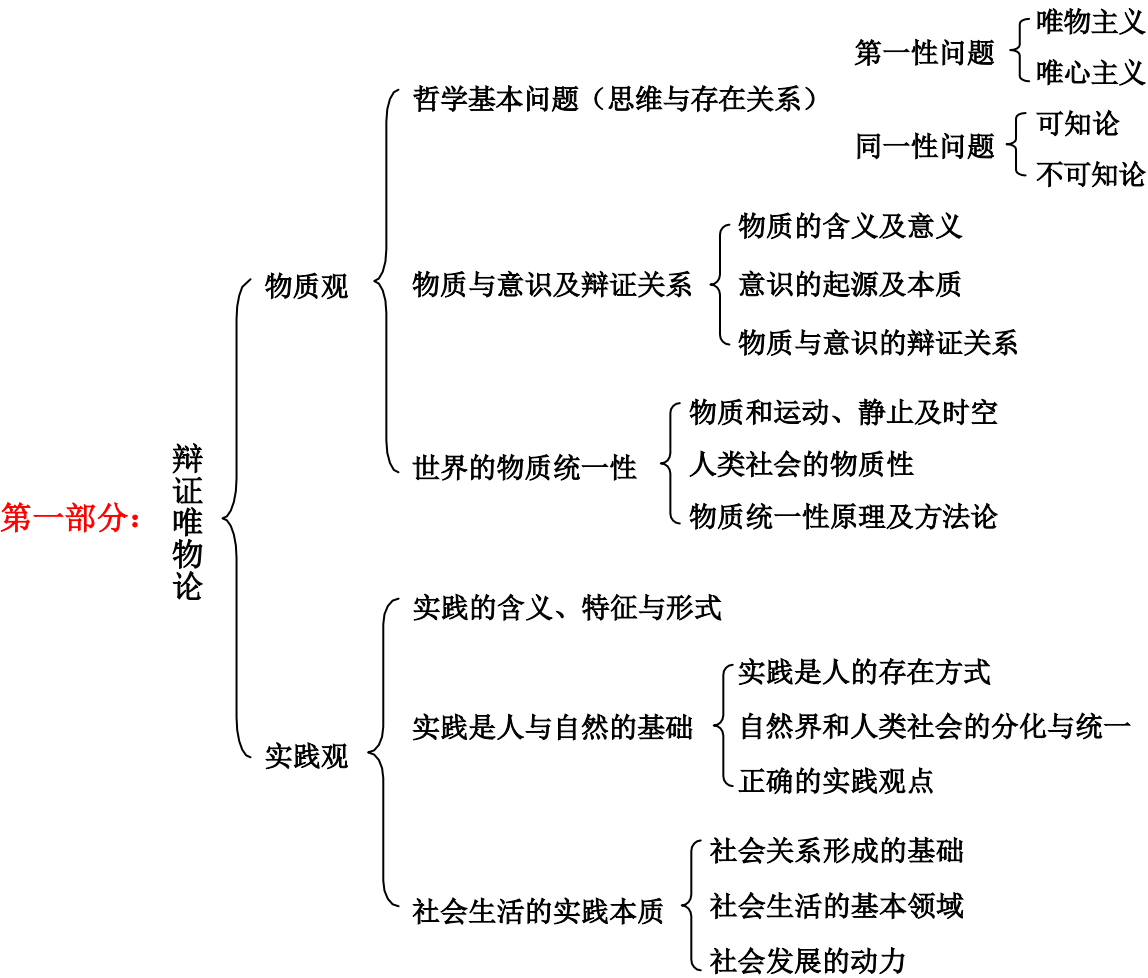 唯物主义
第一性问题
唯心主义
哲学基本问题（思维与存在关系）
可知论
同一性问题
不可知论
物质的含义及意义
物质观
物质与意识及辩证关系
意识的起源及本质
物质与意识的辩证关系
物质和运动、静止及时空
世界的物质统一性
人类社会的物质性
物质统一性原理及方法论
第一部分：
辩证唯物论
实践的含义、特征与形式
实践是人的存在方式
实践是人与自然的基础
自然界和人类社会的分化与统一
实践观
正确的实践观点
社会关系形成的基础
社会生活的实践本质
社会生活的基本领域
社会发展的动力